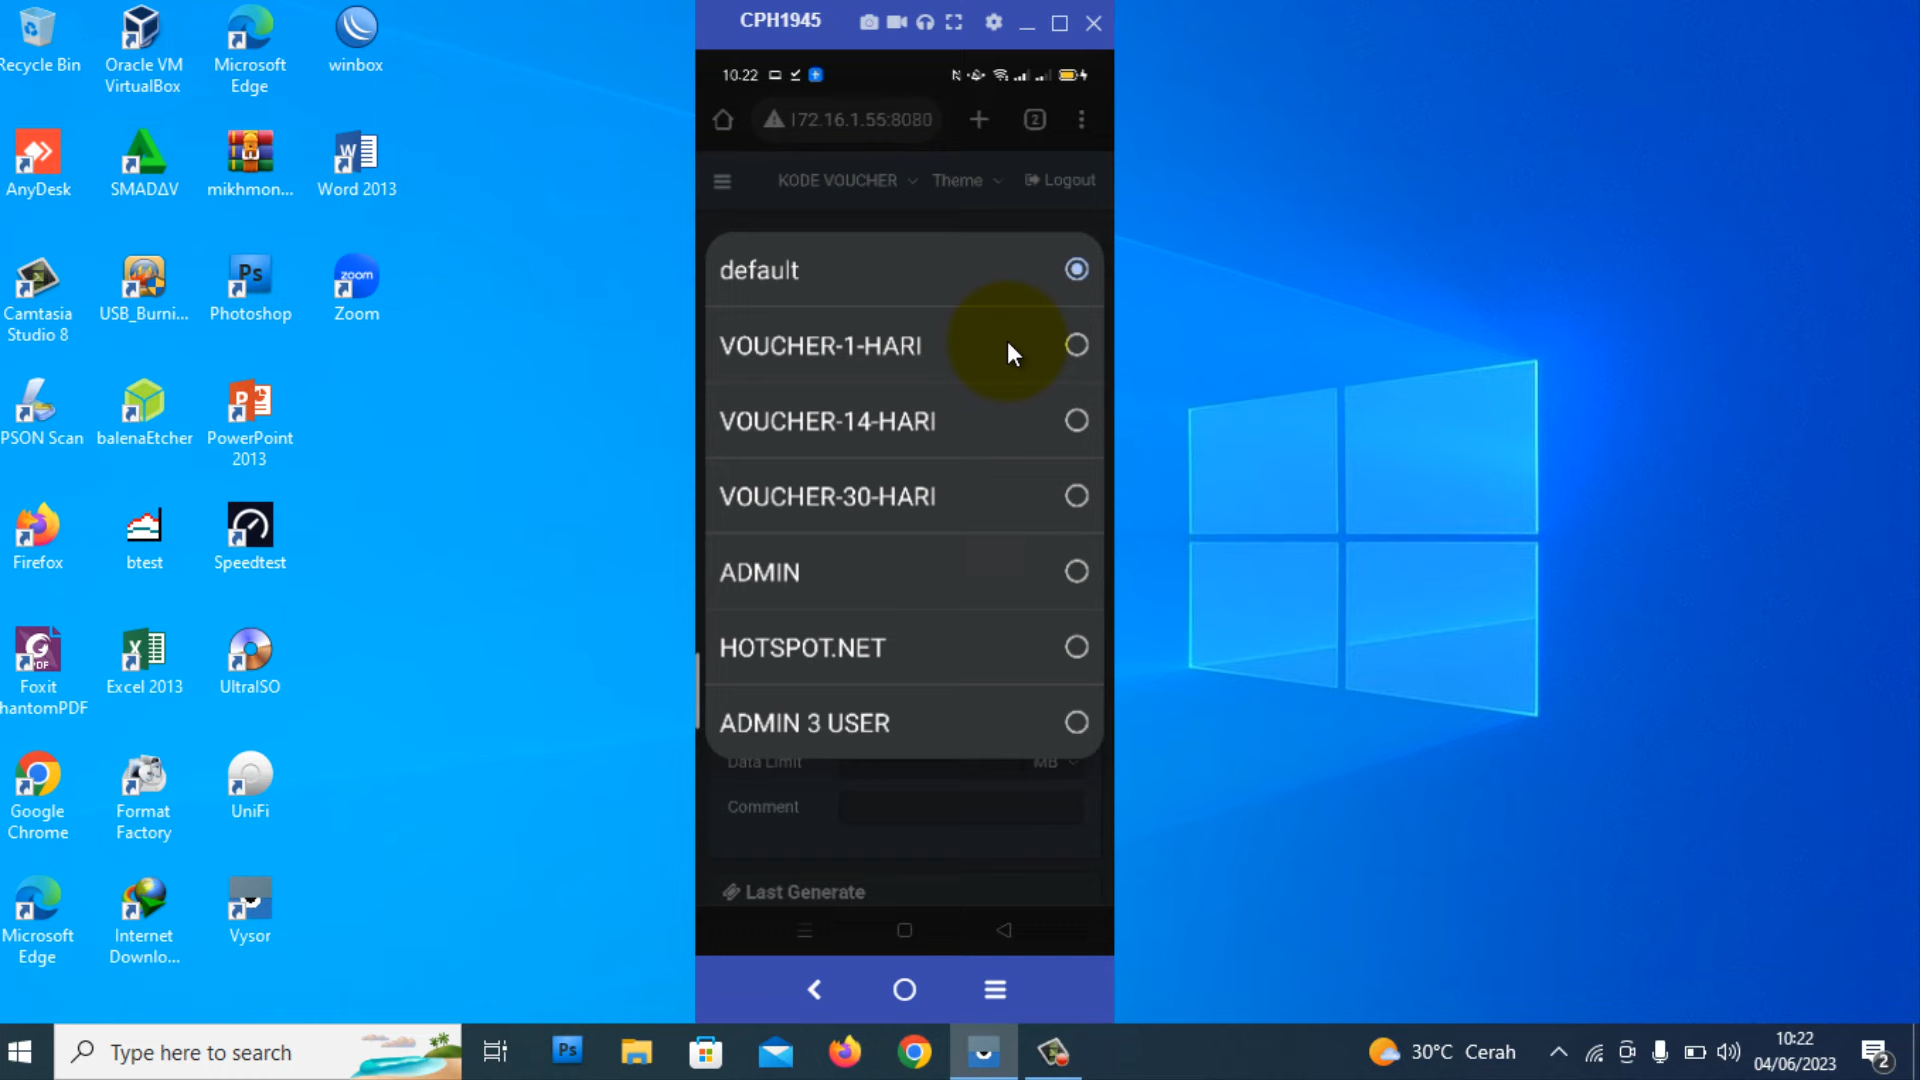 Recycle Bin
Oracle VM
VirtualBox
Microsoft
Edge
winbox
AnyDesk
SMADΔV
mikhmon...
Word 2013
Camtasia
Studio 8
USB_Burni...
Photoshop
Zoom
PSON Scan
balenaEtcher
PowerPoint
2013
Firefox
btest
Speedtest
Foxit
hantomPDF
Excel 2013
UltraISO
Google
Chrome
Format
Factory
UniFi
Microsoft
Edge
Internet
Downlo...
Vysor
CPH1945
10.22
172.16.1.55:8080
2
KODE VOUCHER
Theme
Logout
default
VOUCHER-1-HARI
VOUCHER-14-HARI
VOUCHER-30-HARI
ADMIN
HOTSPOT.NET
ADMIN 3 USER
Data Limit
MB
Comment
Last Generate
Type here to search
30°C Cerah
10:22
04/06/2023
2